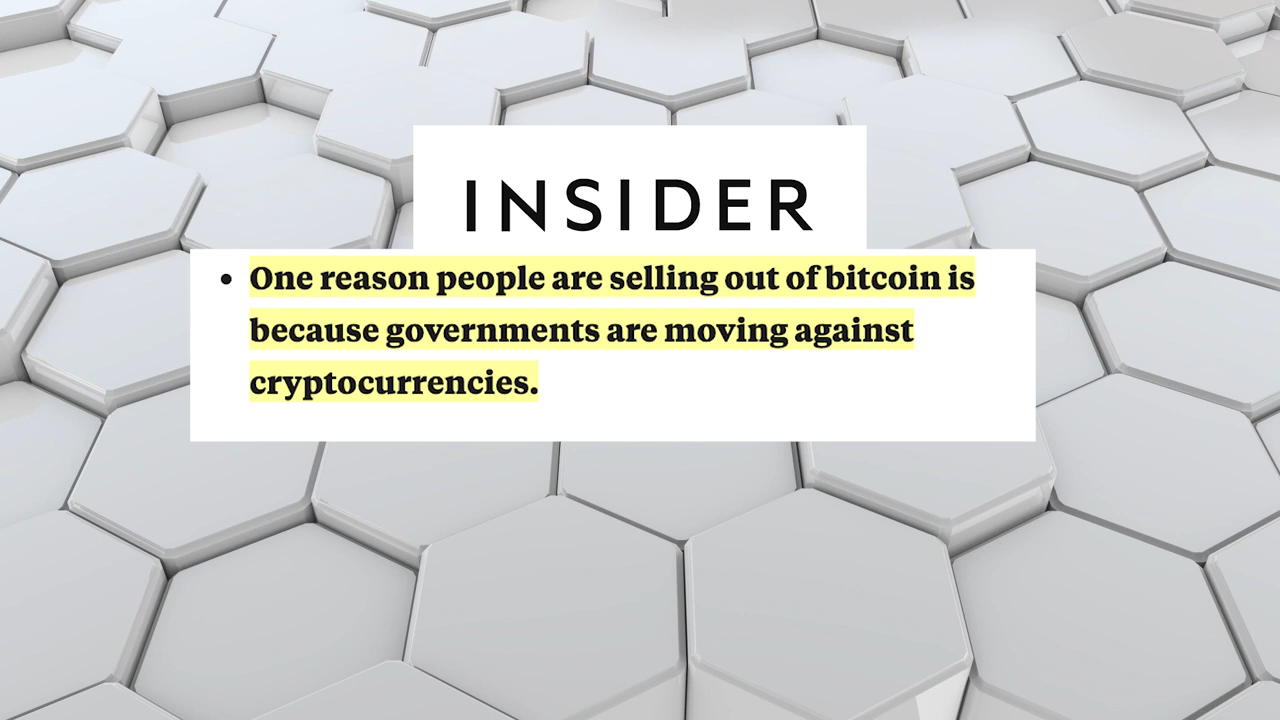 INSIDER
• One reason people are selling out of bitcoin is
because governments are moving against
cryptocurrencies.